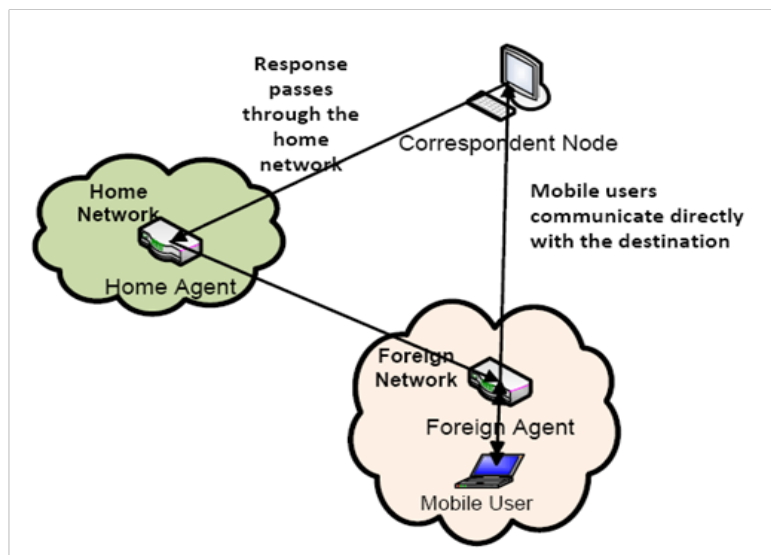 Response
passes
through the
home
network
Correspondent Node
Mobile users
communicate directly
with the destination
Home
Network
Home Agent
Foreign
Network
Foreign Agent
Mobile User